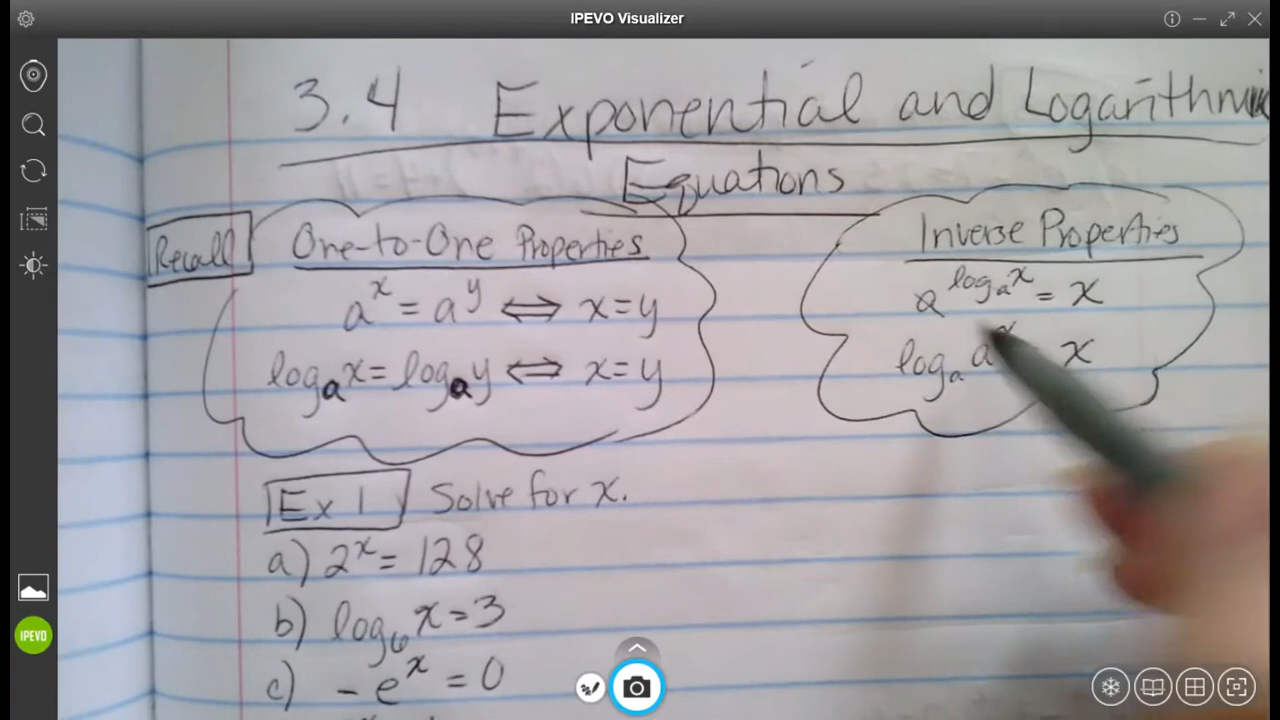 IPEVO Visualizer
3.4 Exponential and Logarithmic
Equations
Recall
One-to-One Properties
a^x = a^y ⟺ x = y
log_a x = log_a y ⟺ x = y
Inverse Properties
a^{log_a x} = x
log_a a^x x
Ex 1 Solve for x.
a) 2^x = 128
b) log_6 x = 3
c) -e^x = 0
IPEVO